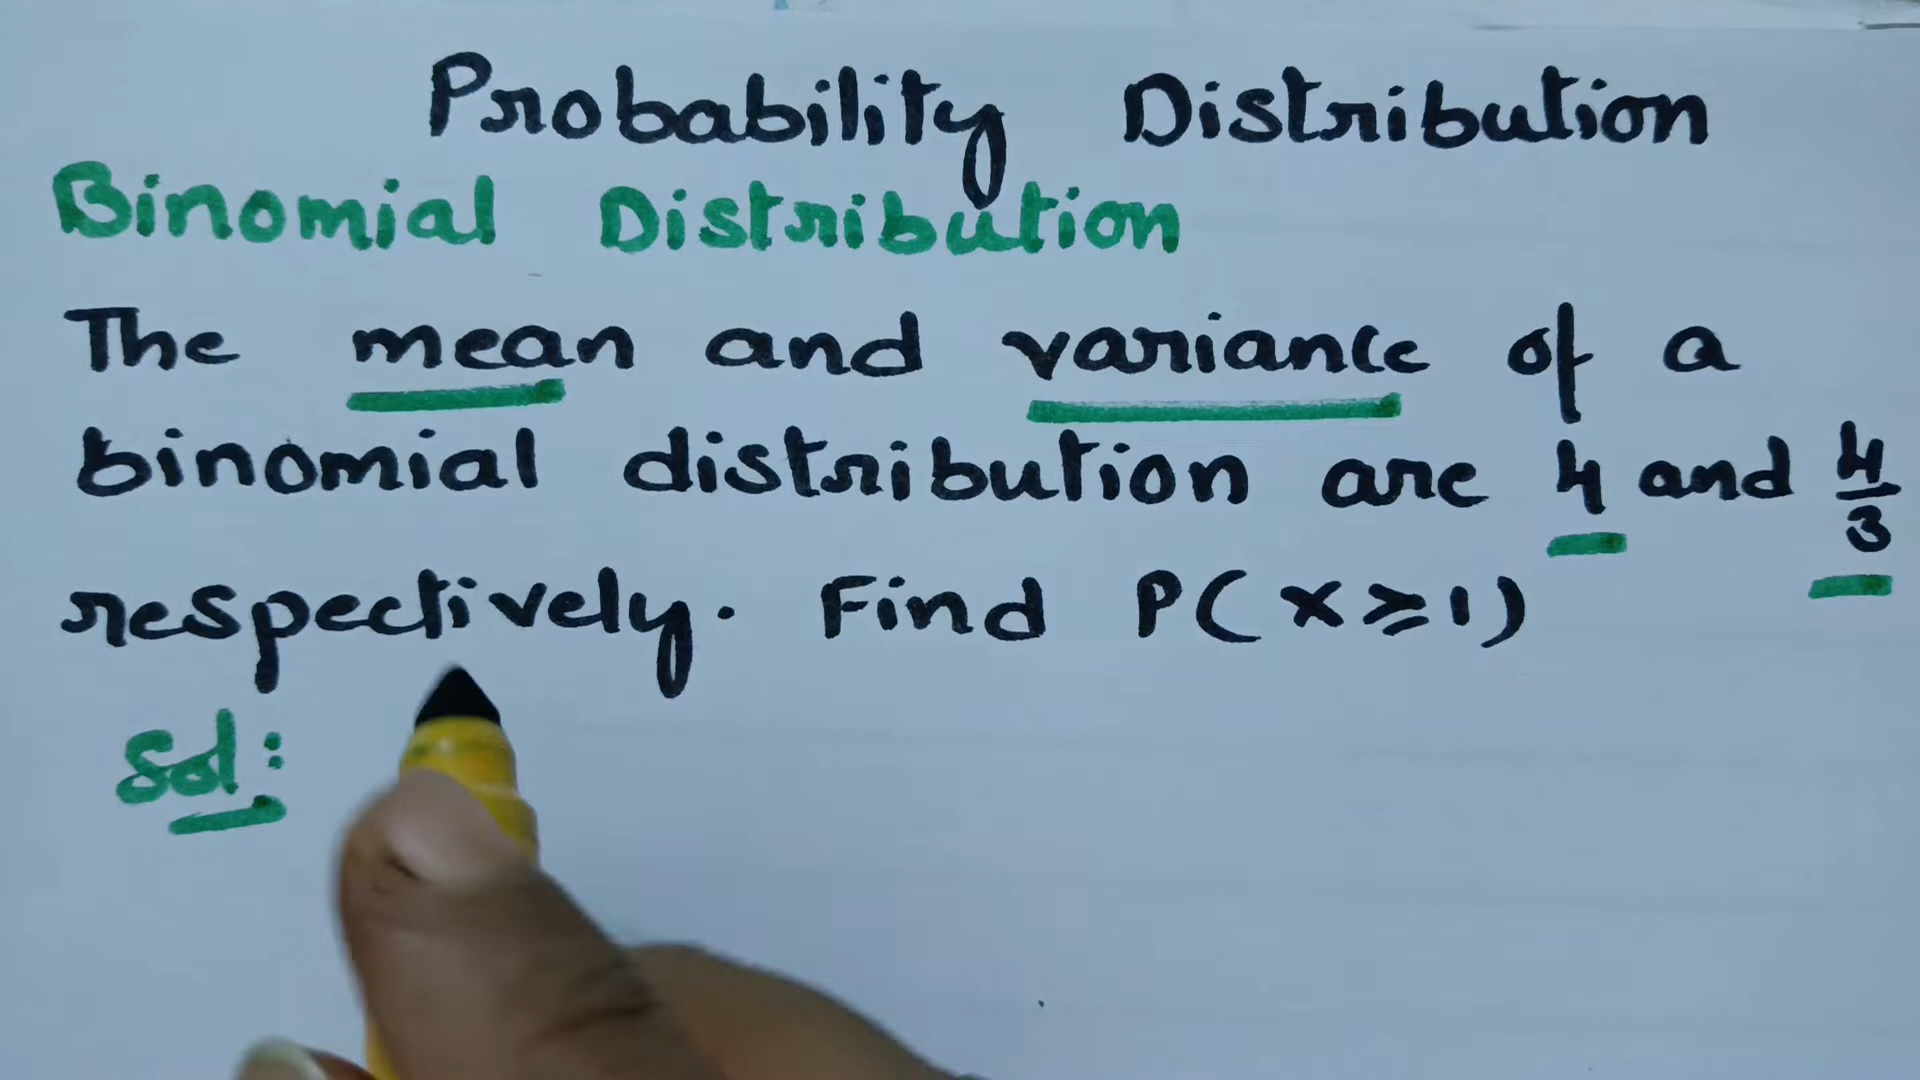 Probability Distribution
Binomial Distribution
The mean and variance of a
binomial distribution are 4 and 4/3
respectively. Find P(x≥1)
Sol: